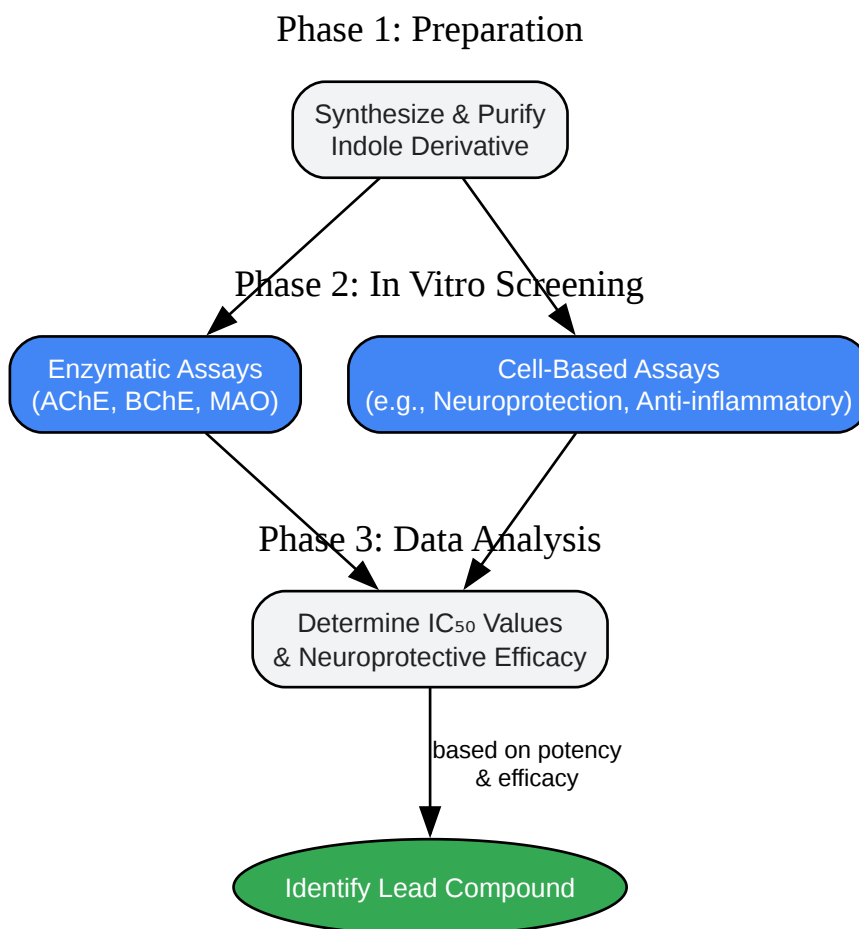 Phase 1: Preparation
Synthesize & Purify
Indole Derivative
Phase 2: In Vitro Screening
Enzymatic Assays
(AChE, BChE, MAO)
Cell-Based Assays
(e.g., Neuroprotection, Anti-inflammatory)
Phase 3: Data Analysis
Determine IC₅₀ Values
& Neuroprotective Efficacy
based on potency
& efficacy
Identify Lead Compound